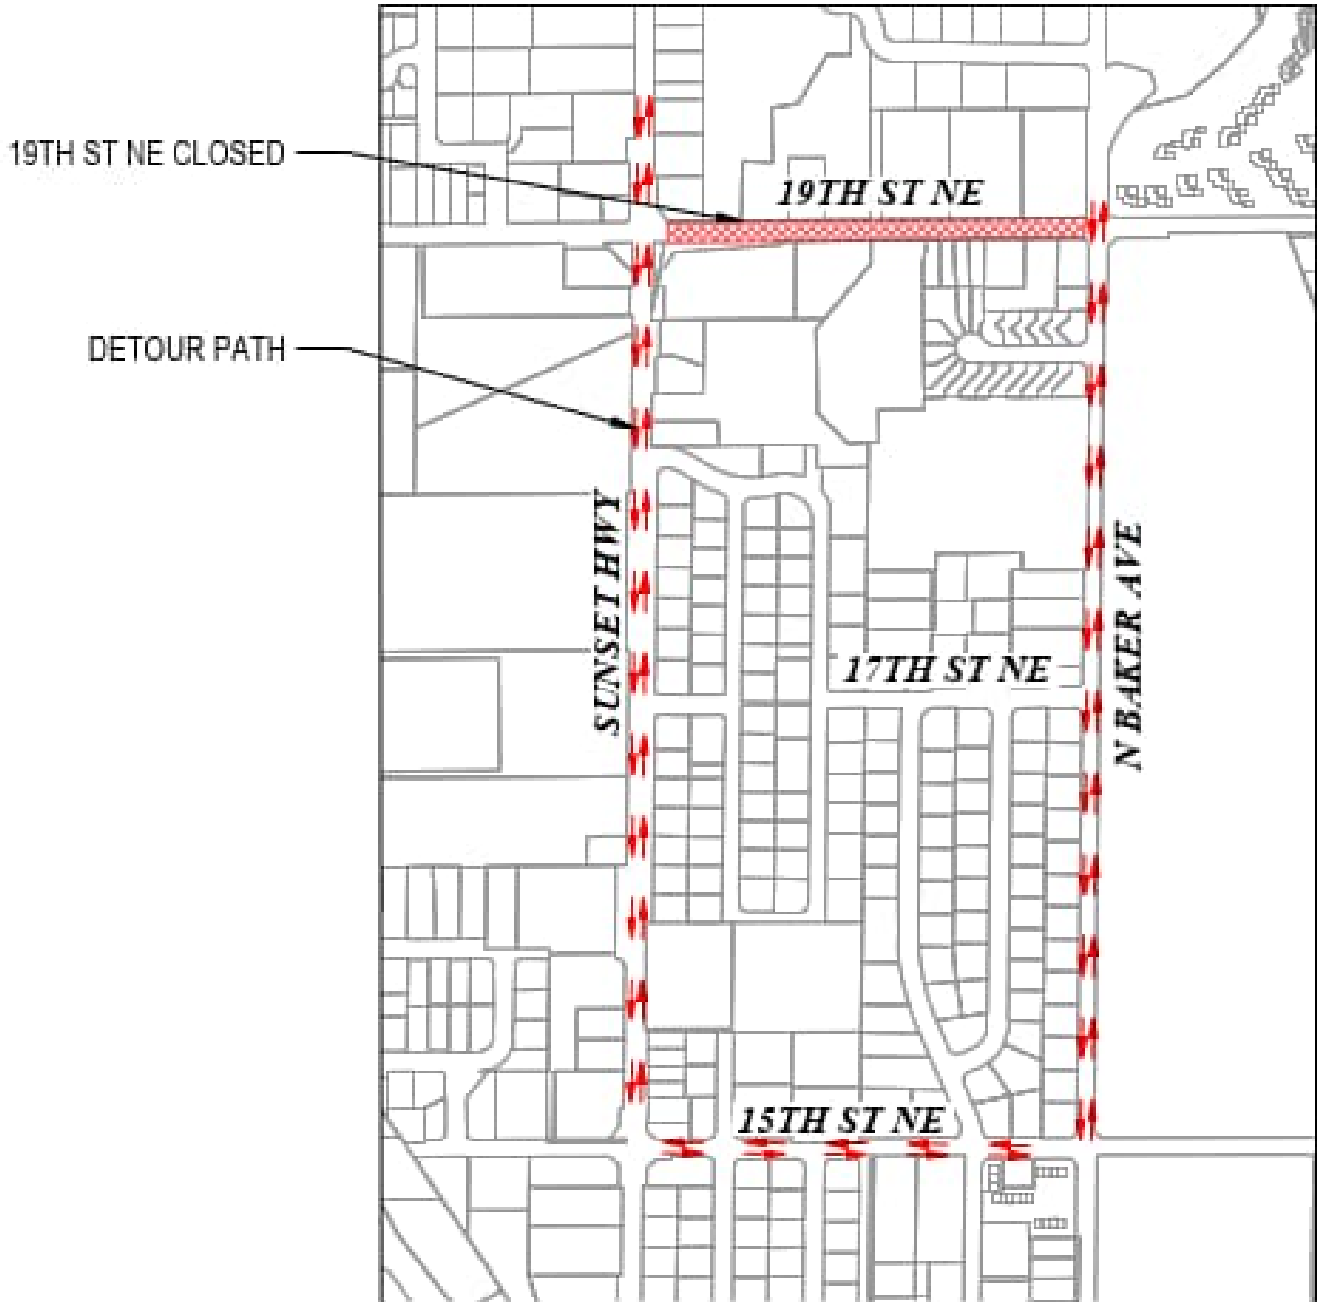 19TH ST NE CLOSED
19TH ST NE
DETOUR PATH
SUNSET HWY
N BAKER AVE
17TH ST NE
15TH ST NE